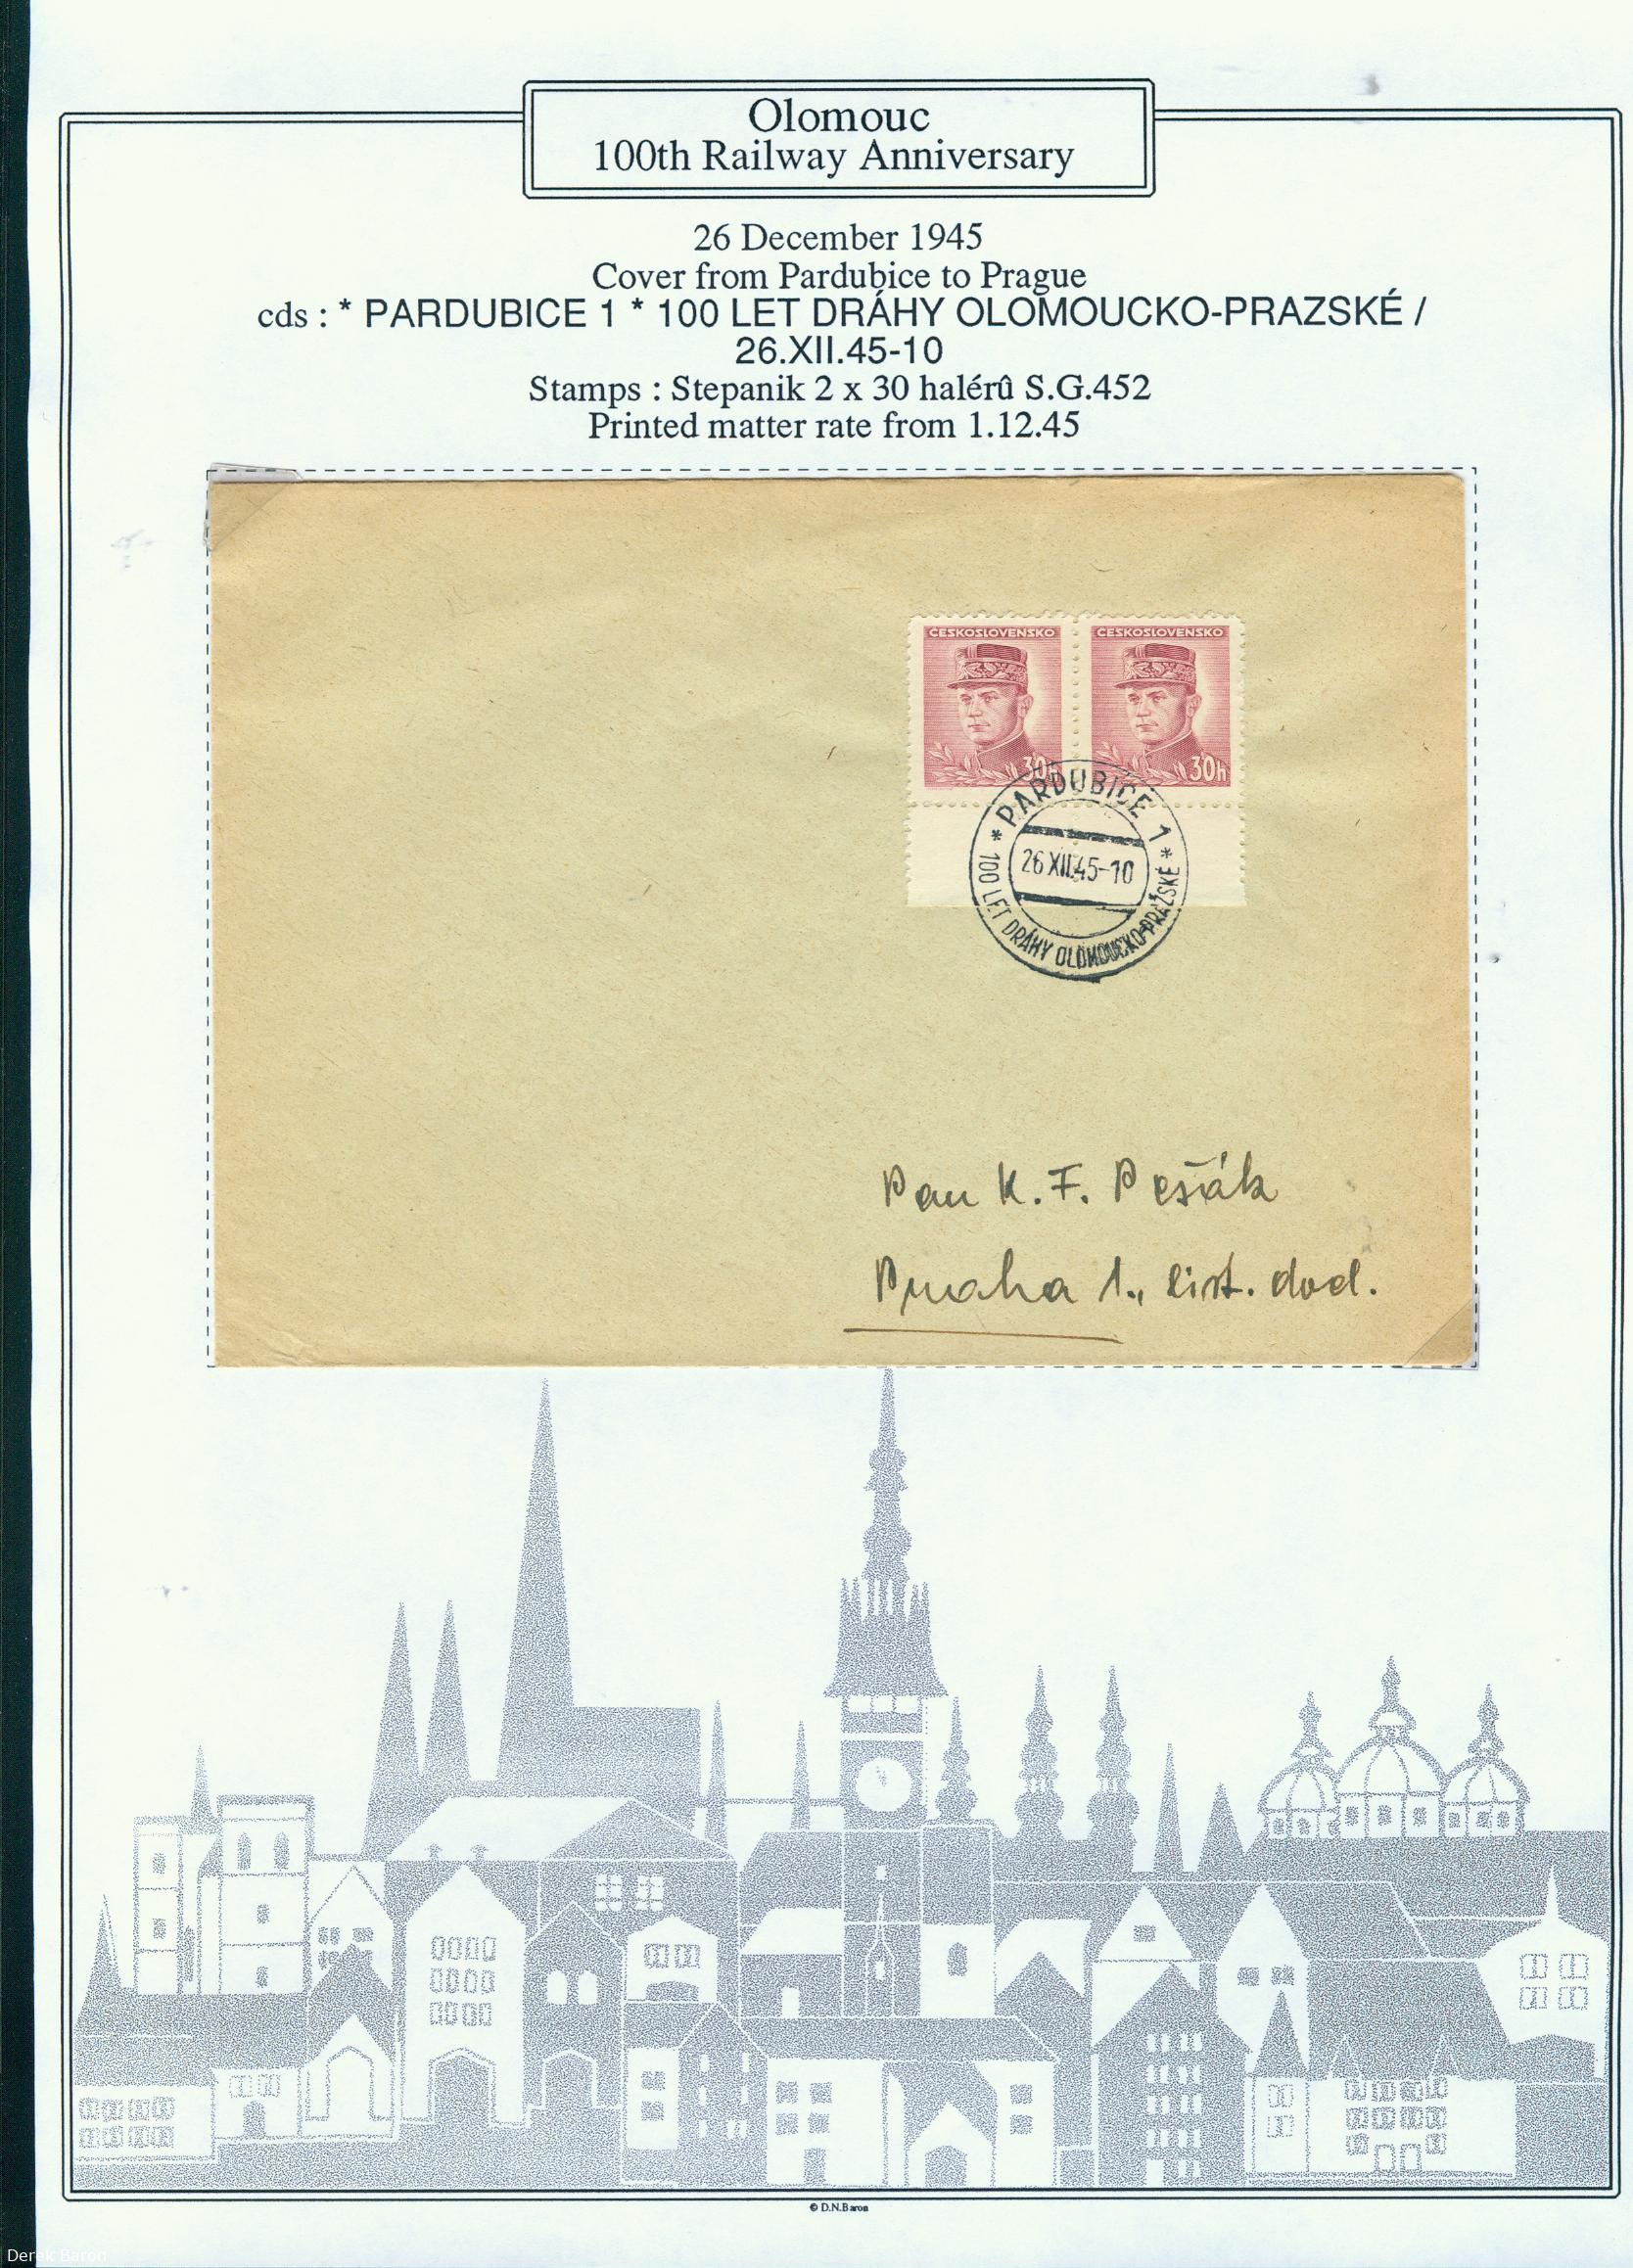 Olomouc
100th Railway Anniversary
26 December 1945
Cover from Pardubice to Prague
cds : * PARDUBICE 1 * 100 LET DRÁHY OLOMOUCKO-PRAZSKÉ /
26.XII.45-10
Stamps : Stepanik 2 x 30 halérû S.G.452
Printed matter rate from 1.12.45
ČESKOSLOVENSKO
30h
ČESKOSLOVENSKO
30h
* PARDUBICE 1 *
26.XII.45-10
100 LET DRÁHY OLOMOUCKO-PRAŽSKÉ
Pan K. F. Pešák
Praha 1., list. dod.
© D.N.Baron
Derek Baron